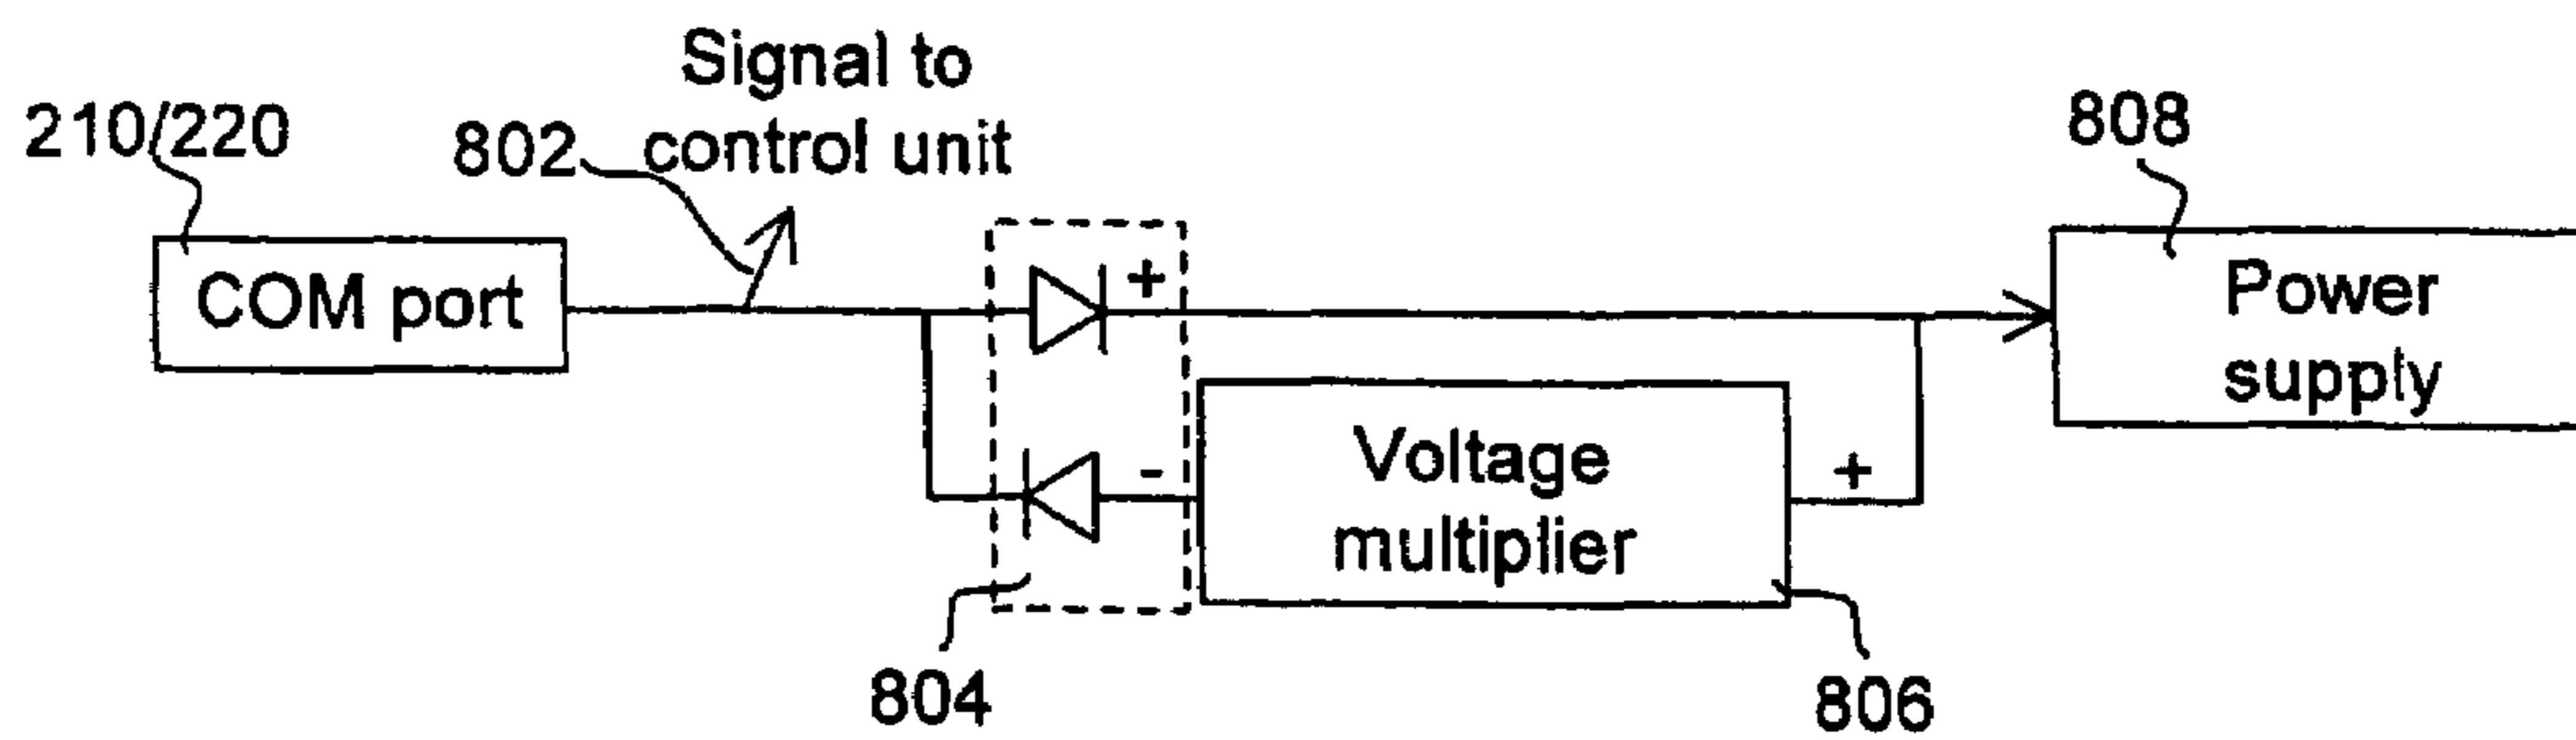 Signal to
control unit
210/220
802
808
COM port
+
Power
supply
-
Voltage
multiplier
+
804
806